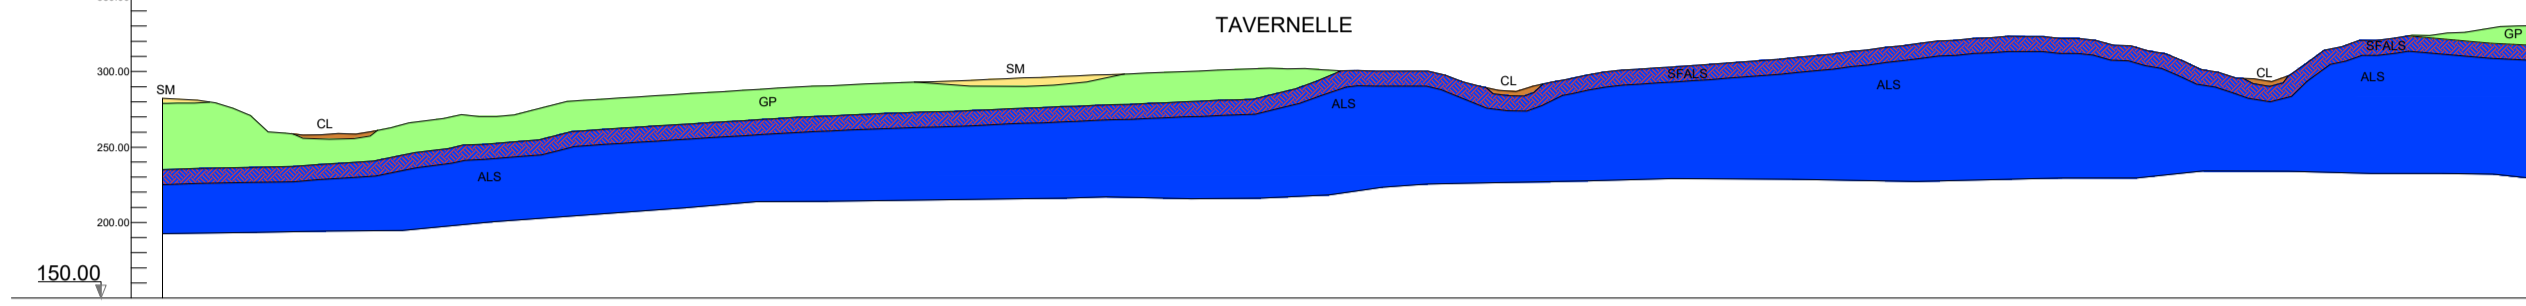 TAVERNELLE
300.00
250.00
200.00
150.00
SM
CL
GP
SM
ALS
ALS
CL
SFALS
ALS
CL
SFALS
ALS
GP